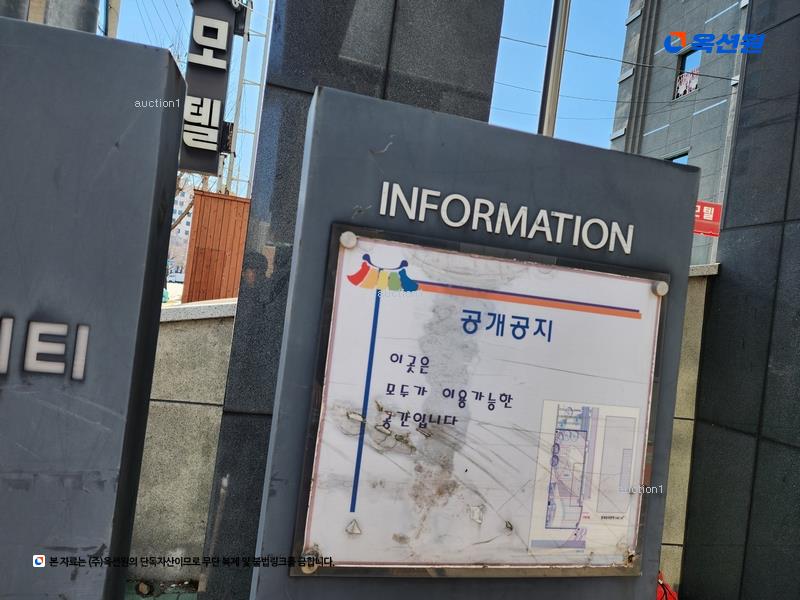 모텔
옥션원
auction1
INFORMATION
모텔
auction1
공개공지
이곳은
모두가 이용가능한
공간입니다
티
auction1
본 자료는 (주)옥션원의 단독자산이므로 무단 복제 및 불법링크를 금합니다.